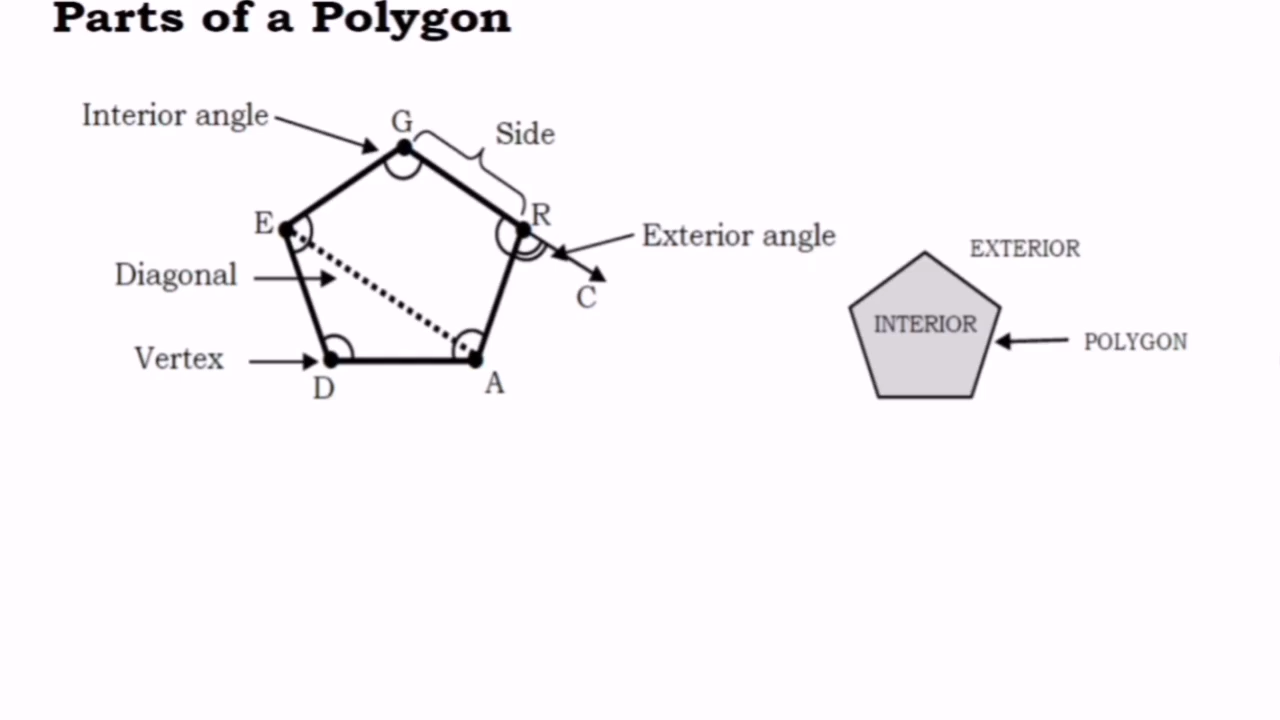 Parts of a Polygon
Interior angle
G
Side
E
R
Exterior angle
Diagonal
C
Vertex
D
A
EXTERIOR
INTERIOR
POLYGON